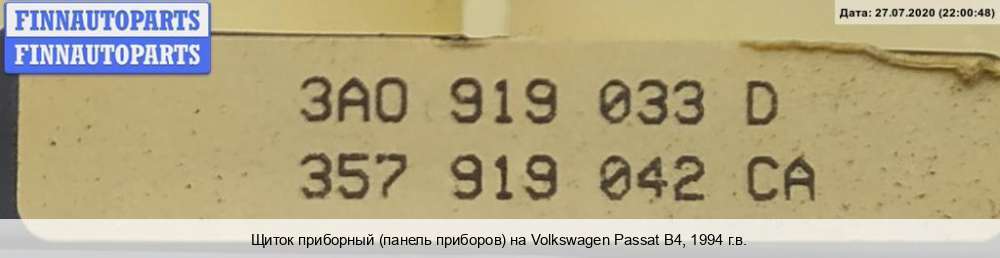 FINNAUTOPARTS
FINNAUTOPARTS
Дата: 27.07.2020 (22:00:48)
3A0 919 033 D
357 919 042 CA
Щиток приборный (панель приборов) на Volkswagen Passat B4, 1994 г.в.